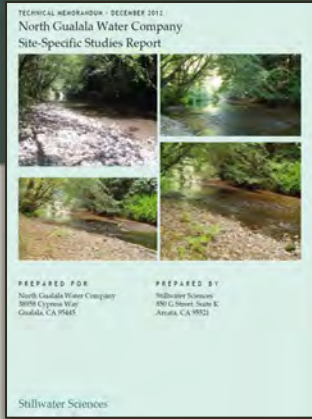 TECHNICAL MEMORANDUM • DECEMBER 2012
North Gualala Water Company
Site-Specific Studies Report
PREPARED FOR
North Gualala Water Company
38958 Cypress Way
Gualala, CA 95445
PREPARED BY
Stillwater Sciences
850 G Street, Suite K
Arcata, CA 95521
Stillwater Sciences